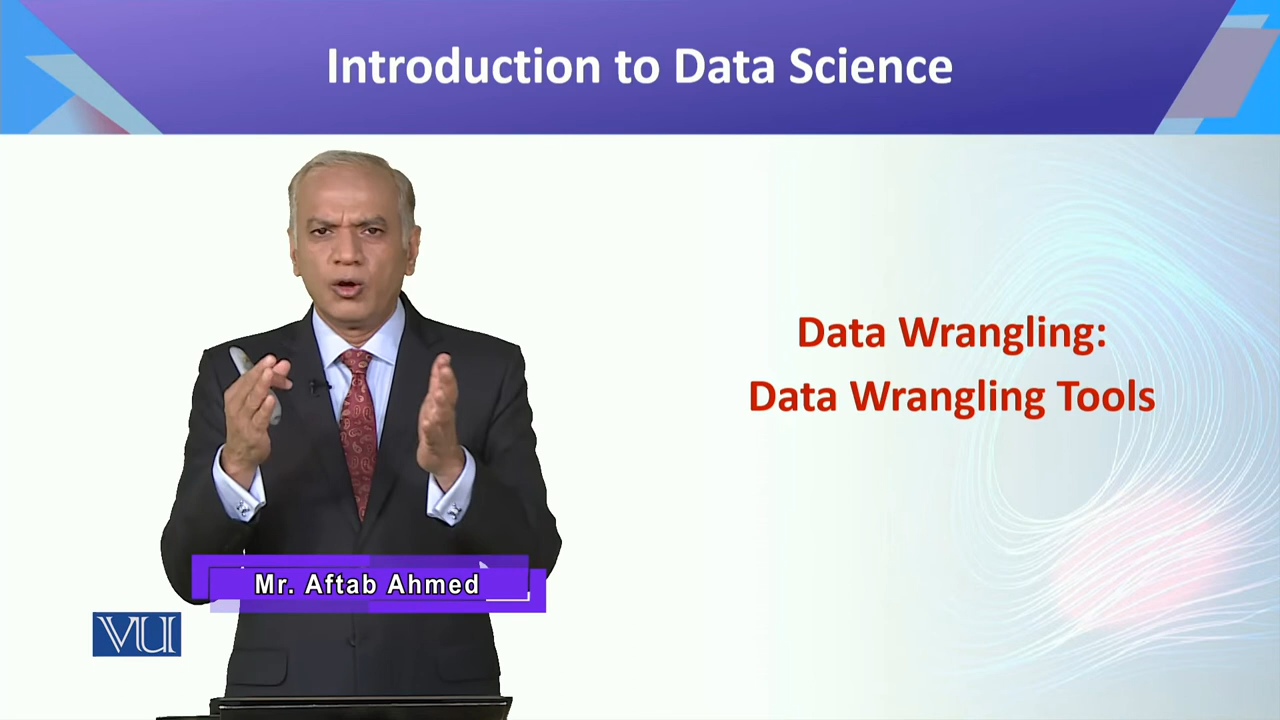 Introduction to Data Science
Data Wrangling:
Data Wrangling Tools
Mr. Aftab Ahmed
VU